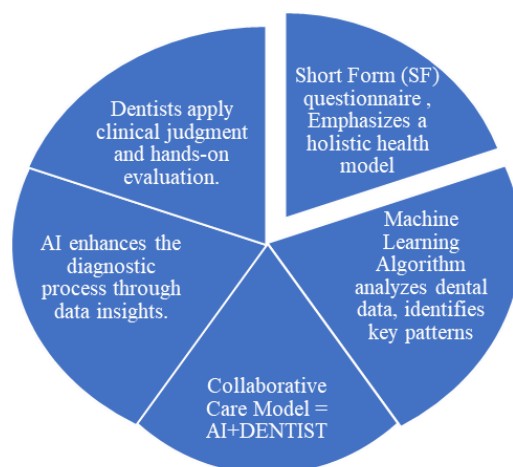 Short Form (SF)
questionnaire ,
Emphasizes a
holistic health
model
Machine
Learning
Algorithm
analyzes dental
data, identifies
key patterns
Collaborative
Care Model =
AI+DENTIST
AI enhances the
diagnostic
process through
data insights.
Dentists apply
clinical judgment
and hands-on
evaluation.